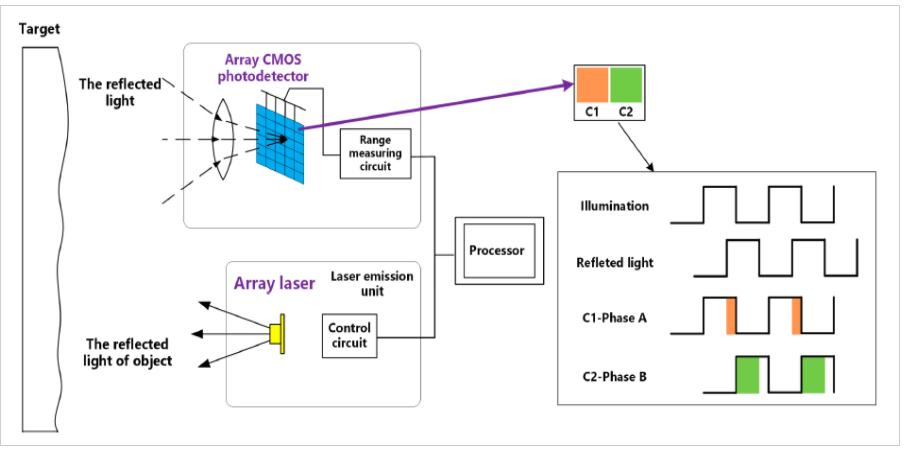 Target
The reflected
light
Array CMOS
photodetector
Range
measuring
circuit
C1 C2
Processor
Array laser
Laser emission
unit
Control
circuit
The reflected
light of object
Illumination
Refleted light
C1-Phase A
C2-Phase B